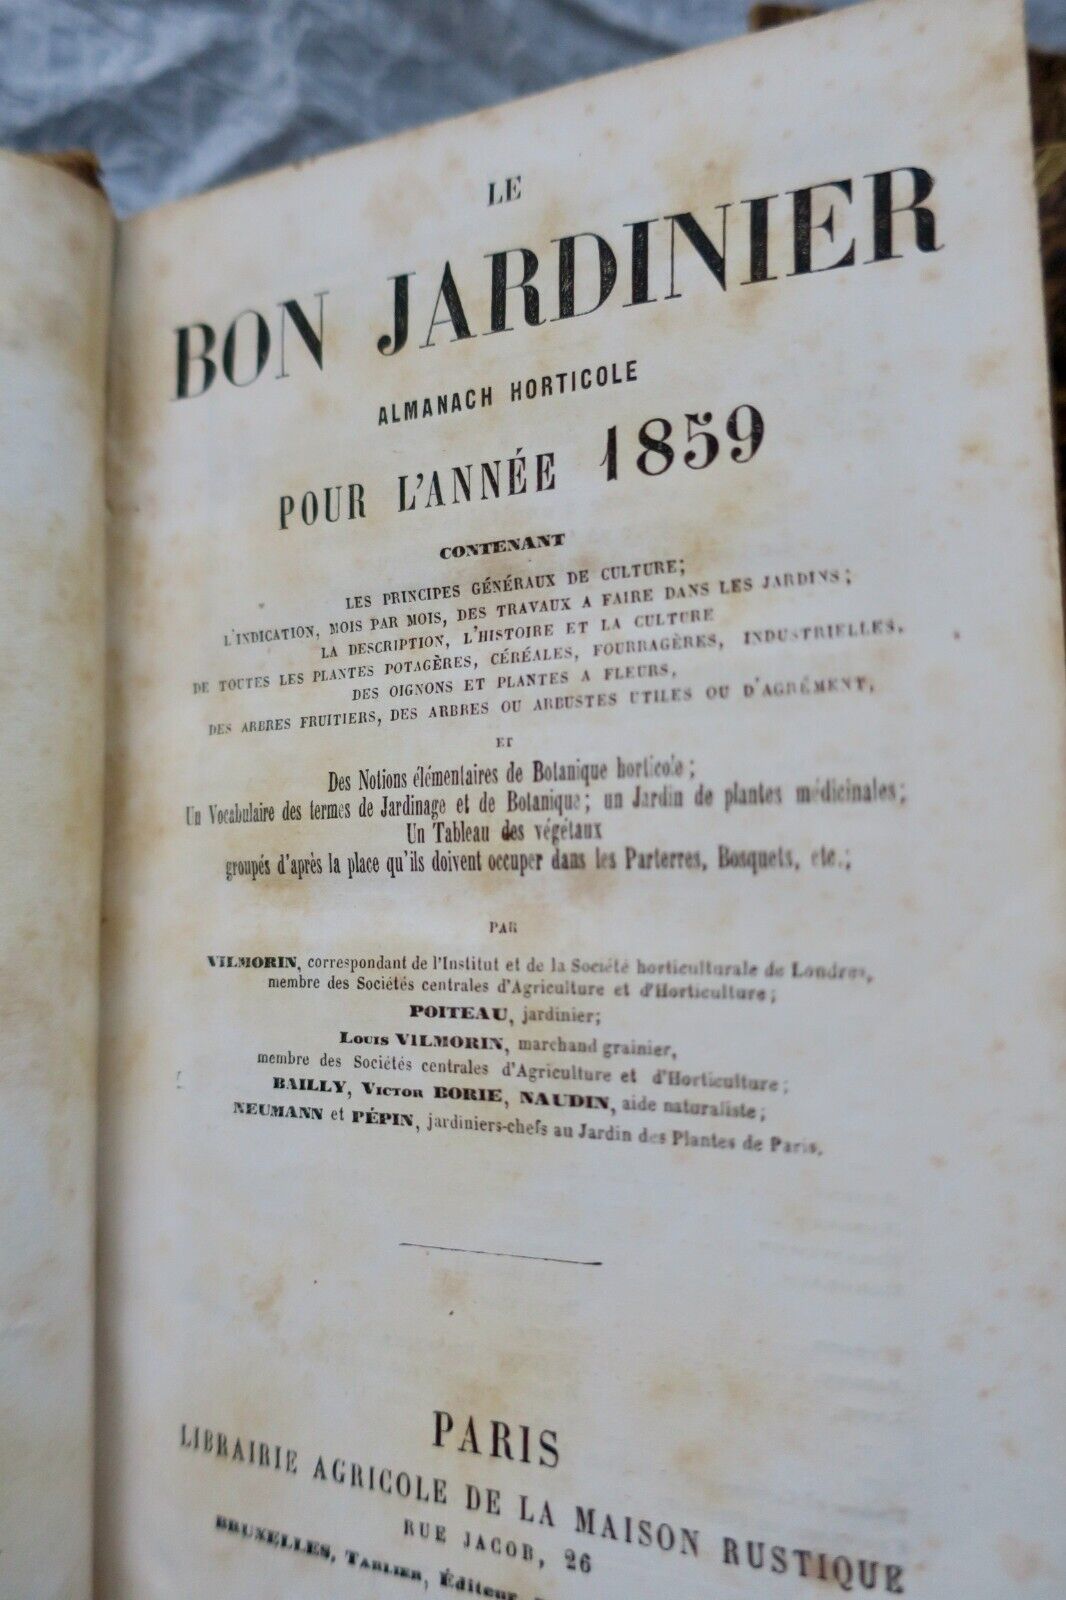 LE
BON JARDINIER
ALMANACH HORTICOLE
POUR L'ANNÉE 1859
CONTENANT
LES PRINCIPES GÉNÉRAUX DE CULTURE;
L'INDICATION, MOIS PAR MOIS, DES TRAVAUX A FAIRE DANS LES JARDINS;
LA DESCRIPTION, L'HISTOIRE ET LA CULTURE
DE TOUTES LES PLANTES POTAGÈRES, CÉRÉALES, FOURRAGÈRES, INDUSTRIELLES,
DES OIGNONS ET PLANTES A FLEURS,
DES ARBRES FRUITIERS, DES ARBRES OU ARBUSTES UTILES OU D'AGRÉMENT,
ET
Des Notions élémentaires de Botanique horticole;
Un Vocabulaire des termes de Jardinage et de Botanique; un Jardin de plantes médicinales;
Un Tableau des végétaux
groupés d'après la place qu'ils doivent occuper dans les Parterres, Bosquets, etc.;
PAR
VILMORIN, correspondant de l'Institut et de la Société horticulturale de Londres,
membre des Sociétés centrales d'Agriculture et d'Horticulture;
POITEAU, jardinier;
LOUIS VILMORIN, marchand grainier,
membre des Sociétés centrales d'Agriculture et d'Horticulture;
BAILLY, VICTOR BORIE, NAUDIN, aide naturaliste;
NEUMANN et PÉPIN, jardiniers-chefs au Jardin des Plantes de Paris.
PARIS
LIBRAIRIE AGRICOLE DE LA MAISON RUSTIQUE
RUE JACOB, 26
BRUXELLES, TARLIER, Éditeur